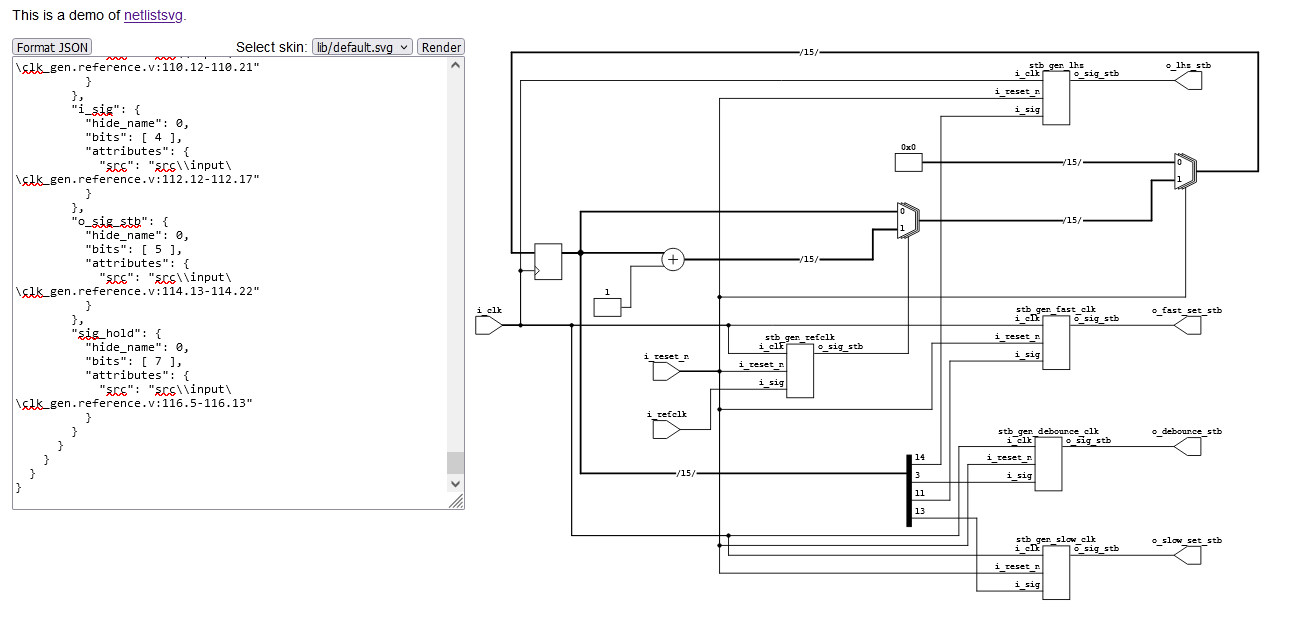 This is a demo of netlistsvg.
Format JSON
Select skin: lib/default.svg
Render
\clk_gen.reference.v:110.12-110.21"
}
},
"i_sig": {
"hide_name": 0,
"bits": [ 4 ],
"attributes": {
"src": "src\\input\
\clk_gen.reference.v:112.12-112.17"
}
},
"o_sig_stb": {
"hide_name": 0,
"bits": [ 5 ],
"attributes": {
"src": "src\\input\
\clk_gen.reference.v:114.13-114.22"
}
},
"sig_hold": {
"hide_name": 0,
"bits": [ 7 ],
"attributes": {
"src": "src\\input\
\clk_gen.reference.v:116.5-116.13"
}
}
}
}
}
}
/15/
stb_gen_lhs
i_clk
o_sig_stb
i_reset_n
i_sig
o_lhs_stb
0x0
/15/
0
1
0
1
/15/
+
/15/
1
i_clk
stb_gen_fast_clk
i_clk
o_sig_stb
i_reset_n
i_sig
o_fast_set_stb
stb_gen_refclk
i_clk
o_sig_stb
i_reset_n
i_sig
i_reset_n
i_refclk
stb_gen_debounce_clk
i_clk
o_sig_stb
i_reset_n
i_sig
o_debounce_stb
/15/
14
3
11
13
stb_gen_slow_clk
i_clk
o_sig_stb
i_reset_n
i_sig
o_slow_set_stb